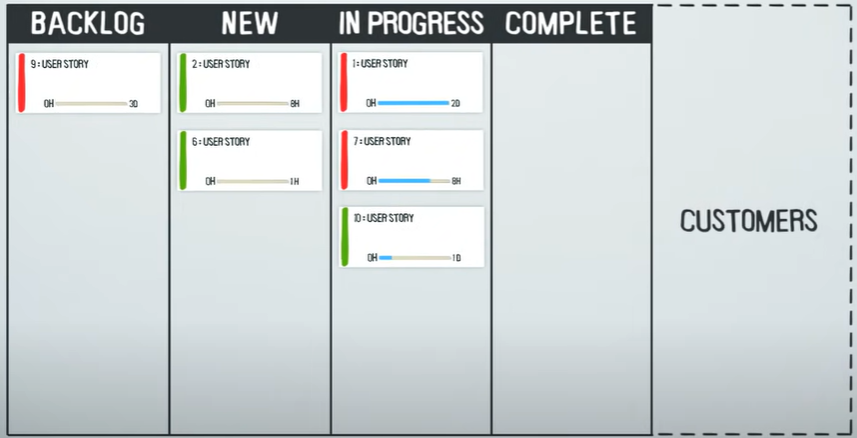 BACKLOG
NEW
IN PROGRESS
COMPLETE
9: USER STORY
0H 3D
2: USER STORY
0H 8H
6: USER STORY
0H 1H
1: USER STORY
0H 2D
7: USER STORY
0H 8H
10: USER STORY
0H 1D
CUSTOMERS